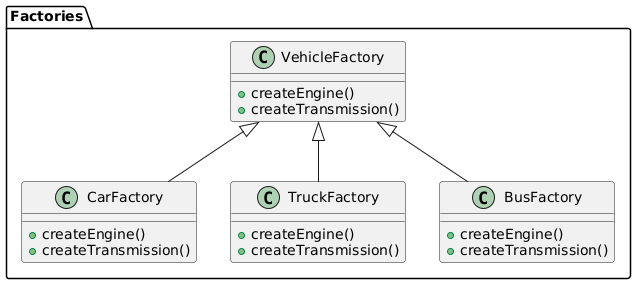 Factories
C VehicleFactory
createEngine()
createTransmission()
C CarFactory
createEngine()
createTransmission()
C TruckFactory
createEngine()
createTransmission()
C BusFactory
createEngine()
createTransmission()